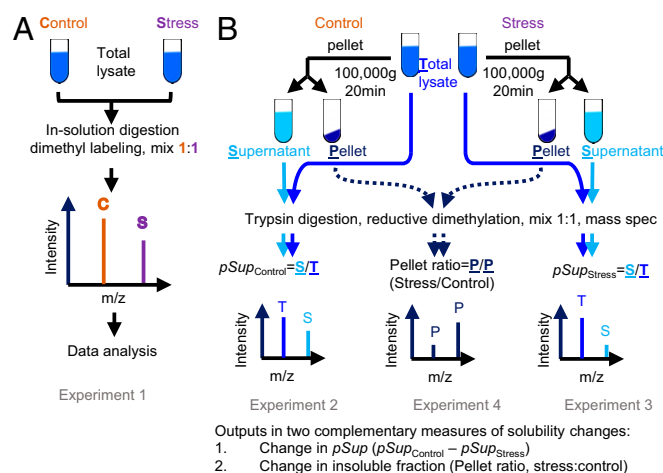 A
Control
Stress
Total
lysate
In-solution digestion
dimethyl labeling, mix 1:1
C
S
Intensity
m/z
Data analysis
Experiment 1
B
Control
Stress
pellet
pellet
100,000g
20min
Total
lysate
100,000g
20min
Supernatant
Pellet
Pellet
Supernatant
Trypsin digestion, reductive dimethylation, mix 1:1, mass spec
pSupControl=S/T
Pellet ratio=P/P
(Stress/Control)
pSupStress=S/T
Intensity
T
S
m/z
Intensity
P
P
m/z
Intensity
T
S
m/z
Experiment 2
Experiment 4
Experiment 3
Outputs in two complementary measures of solubility changes:
1. Change in pSup (pSupControl – pSupStress)
2. Change in insoluble fraction (Pellet ratio, stress:control)